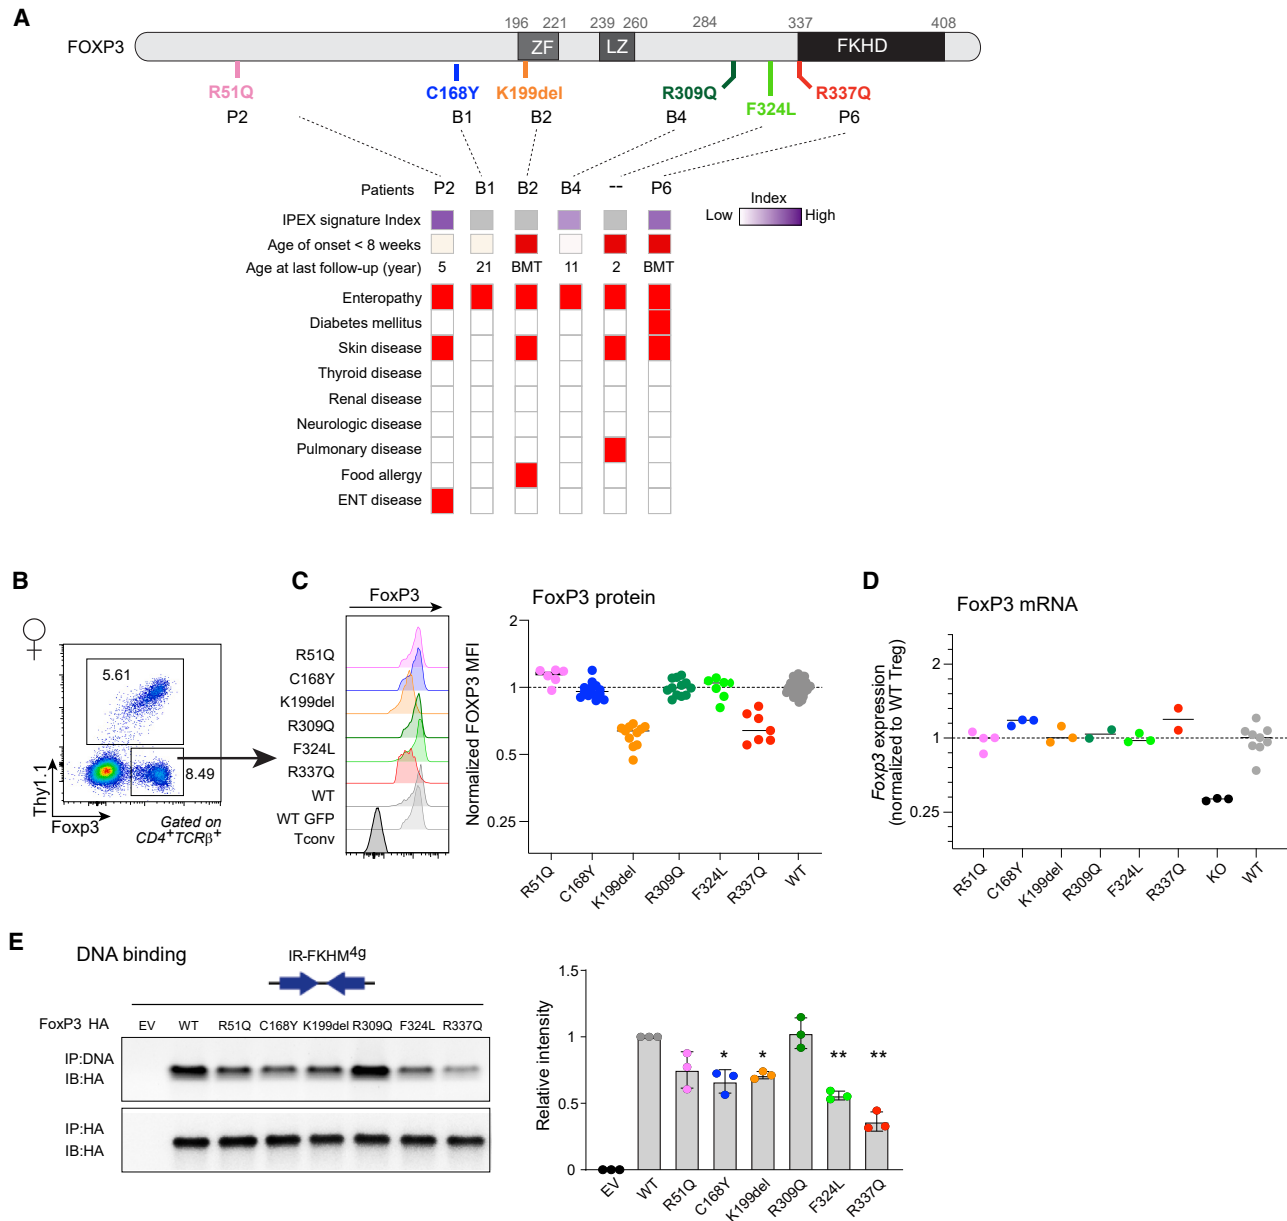 A
196 221 239 260 284 337 408
FOXP3 ZF LZ FKHD
R51Q C168Y K199del R309Q F324L R337Q
P2 B1 B2 B4 P6
Patients P2 B1 B2 B4 -- P6
Index
Low High
IPEX signature Index
Age of onset < 8 weeks
Age at last follow-up (year) 5 21 BMT 11 2 BMT
Enteropathy
Diabetes mellitus
Skin disease
Thyroid disease
Renal disease
Neurologic disease
Pulmonary disease
Food allergy
ENT disease
B
♀
5.61
8.49
Thy1.1
Foxp3
Gated on
CD4+TCRβ+
C
FoxP3
R51Q
C168Y
K199del
R309Q
F324L
R337Q
WT
WT GFP
Tconv
FoxP3 protein
Normalized FOXP3 MFI
2
1
0.5
0.25
R51Q C168Y K199del R309Q F324L R337Q WT
D
FoxP3 mRNA
Foxp3 expression
(normalized to WT Treg)
2
1
0.25
R51Q C168Y K199del R309Q F324L R337Q KO WT
E
DNA binding
IR-FKHM4g
FoxP3 HA EV WT R51Q C168Y K199del R309Q F324L R337Q
IP:DNA
IB:HA
IP:HA
IB:HA
Relative intensity
1.5
1
0.5
0
* * ** **
EV WT R51Q C168Y K199del R309Q F324L R337Q